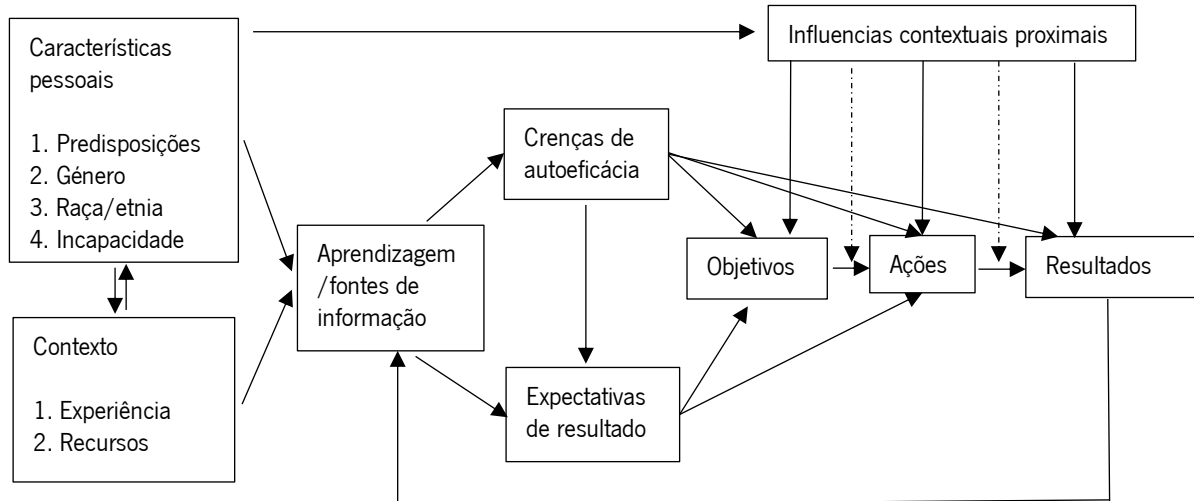 Características
pessoais
1. Predisposições
2. Género
3. Raça/etnia
4. Incapacidade
Influencias contextuais proximais
Crenças de
autoeficácia
Aprendizagem
/fontes de
informação
Objetivos
Ações
Resultados
Contexto
1. Experiência
2. Recursos
Expectativas
de resultado